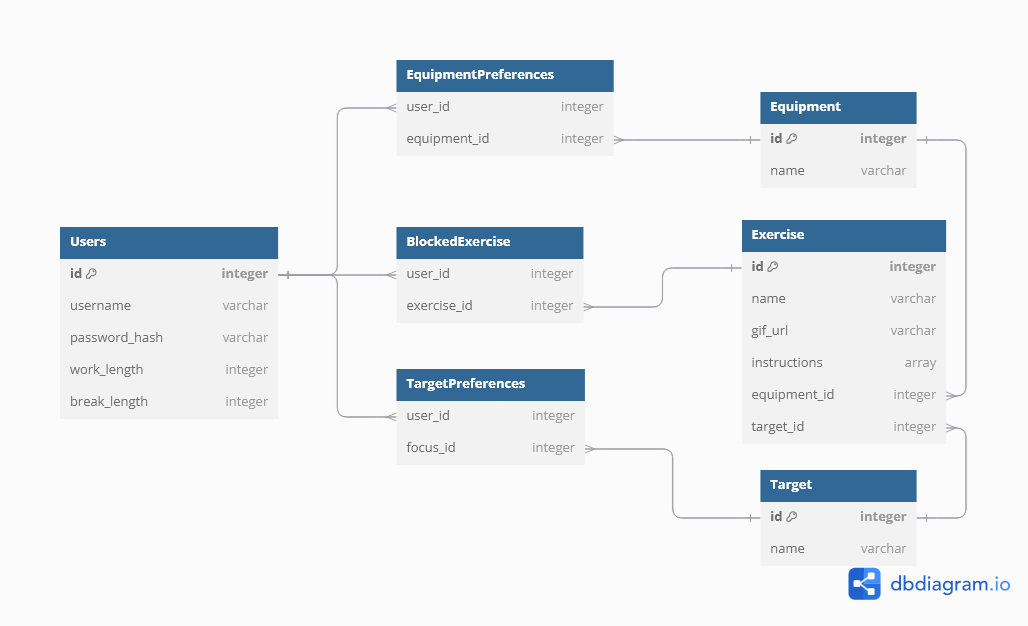 EquipmentPreferences
user_id integer
equipment_id integer
Equipment
id integer
name varchar
Users
id integer
username varchar
password_hash varchar
work_length integer
break_length integer
BlockedExercise
user_id integer
exercise_id integer
Exercise
id integer
name varchar
gif_url varchar
instructions array
equipment_id integer
target_id integer
TargetPreferences
user_id integer
focus_id integer
Target
id integer
name varchar
dbdiagram.io